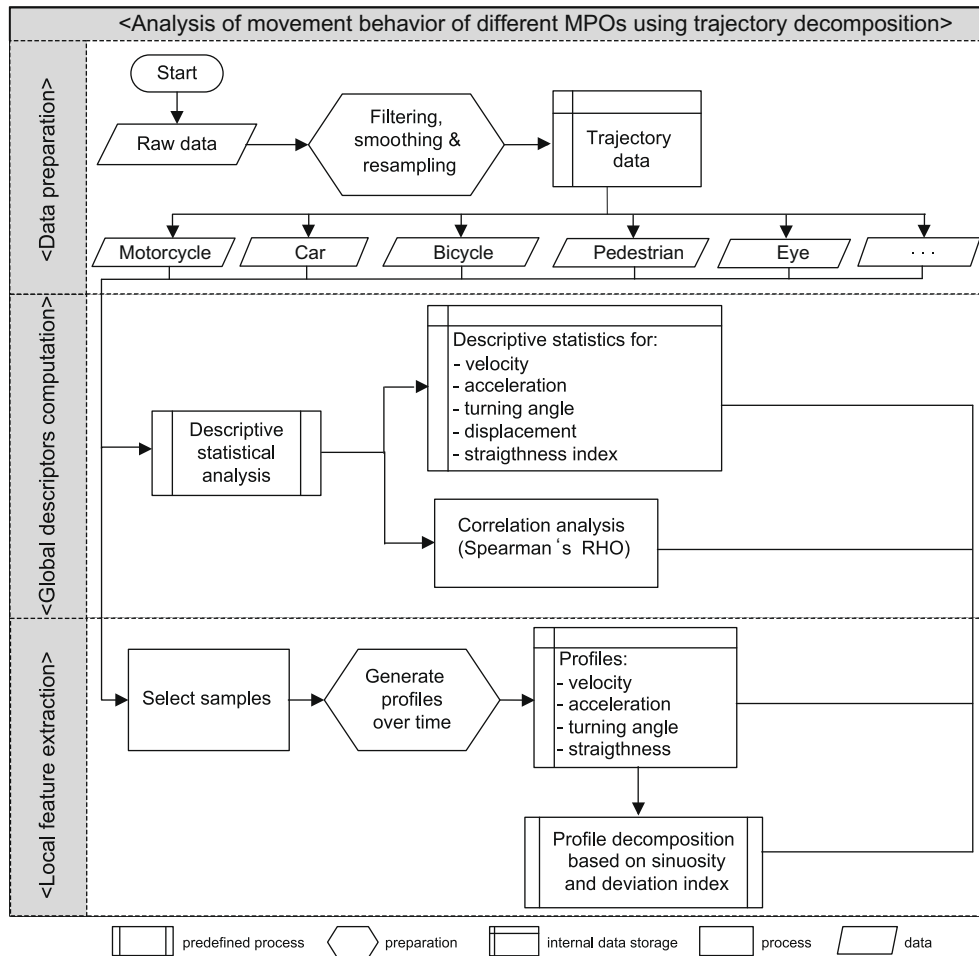 <Analysis of movement behavior of different MPOs using trajectory decomposition>
<Data preparation>
Start
Raw data
Filtering,
smoothing &
resampling
Trajectory
data
Motorcycle
Car
Bicycle
Pedestrian
Eye
. . .
<Global descriptors computation>
Descriptive
statistical
analysis
Descriptive statistics for:
- velocity
- acceleration
- turning angle
- displacement
- straigthness index
Correlation analysis
(Spearman´s RHO)
<Local feature extraction>
Select samples
Generate
profiles
over time
Profiles:
- velocity
- acceleration
- turning angle
- straigthness
Profile decomposition
based on sinuosity
and deviation index
predefined process
preparation
internal data storage
process
data